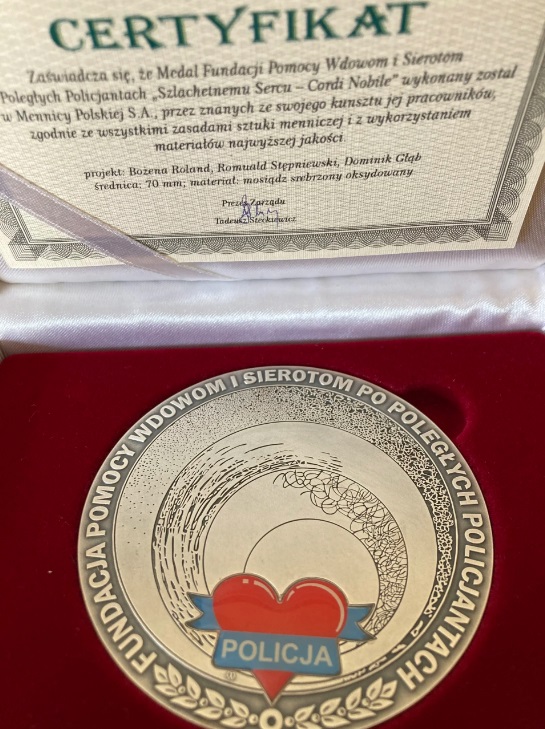 CERTYFIKAT
Zaświadcza się, że Medal Fundacji Pomocy Wdowom i Sierotom
Poległych Policjantach „Szlachetnemu Sercu – Cordi Nobile” wykonany został
w Mennicy Polskiej S.A., przez znanych ze swojego kunsztu jej pracowników,
zgodnie ze wszystkimi zasadami sztuki menniczej i z wykorzystaniem
materiałów najwyższej jakości
projekt: Bożena Roland, Romuald Stępniewski, Dominik Głąb
średnica: 70 mm; materiał: mosiądz srebrzony oksydowany
Prezes Zarządu
Tadeusz Steckiewicz
FUNDACJA POMOCY WDOWOM I SIEROTOM PO POLEGŁYCH POLICJANTACH
POLICJA